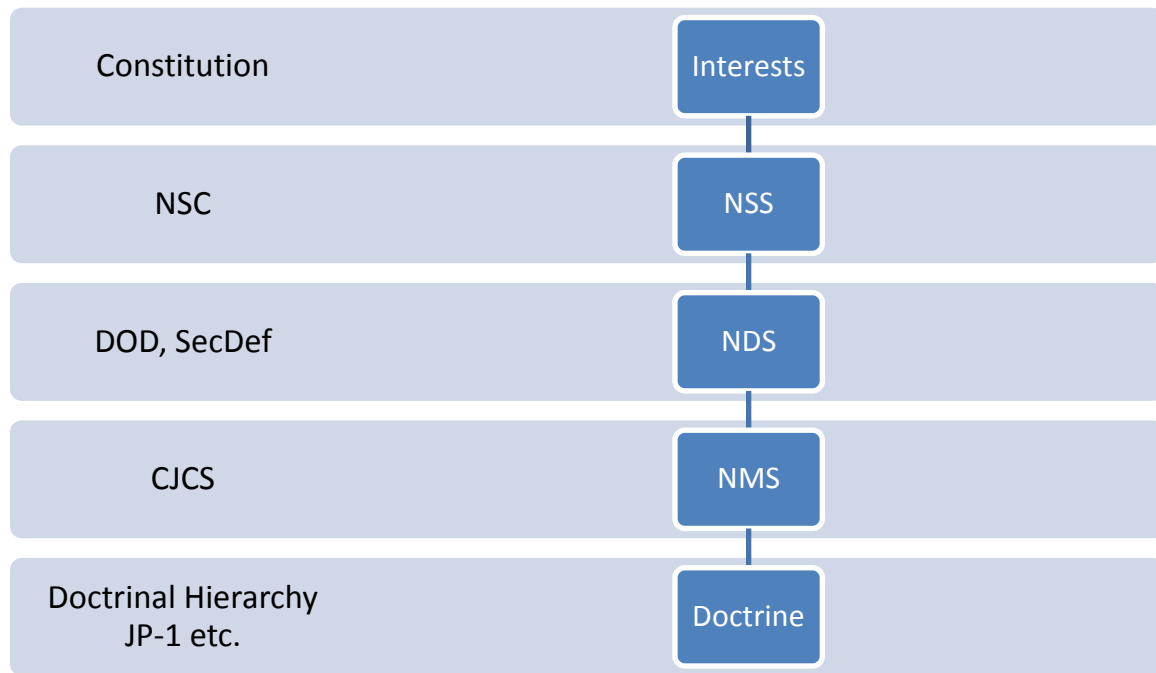 Constitution
Interests
NSC
NSS
DOD, SecDef
NDS
CJCS
NMS
Doctrinal Hierarchy
JP-1 etc.
Doctrine